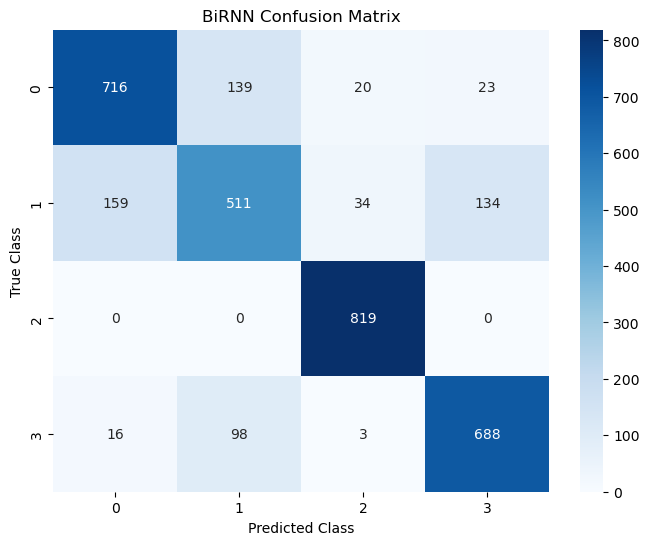 BiRNN Confusion Matrix
0 716 139 20 23
1 159 511 34 134
2 0 0 819 0
3 16 98 3 688
0 1 2 3
Predicted Class
True Class
800
700
600
500
400
300
200
100
0